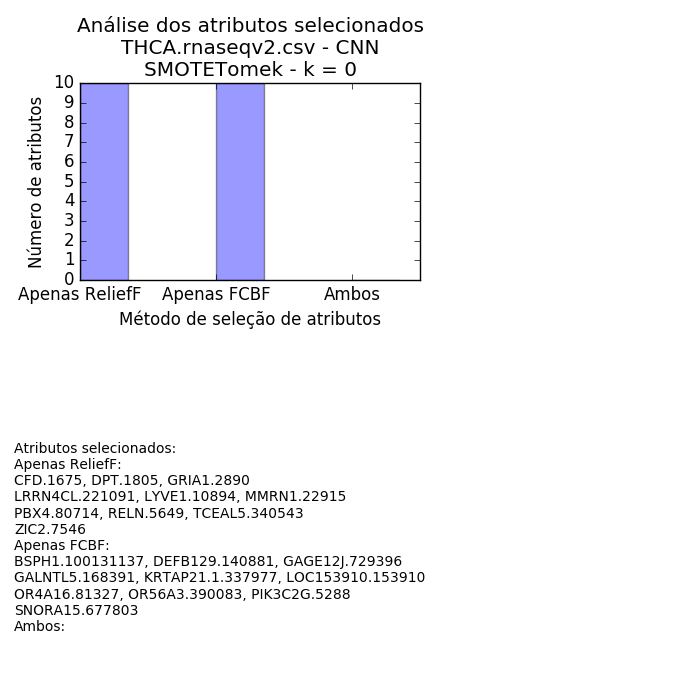 Análise dos atributos selecionados
THCA.rnaseqv2.csv - CNN
SMOTETomek - k = 0
Número de atributos
10
9
8
7
6
5
4
3
2
1
0
Apenas ReliefF
Apenas FCBF
Ambos
Método de seleção de atributos
Atributos selecionados:
Apenas ReliefF:
CFD.1675, DPT.1805, GRIA1.2890
LRRN4CL.221091, LYVE1.10894, MMRN1.22915
PBX4.80714, RELN.5649, TCEAL5.340543
ZIC2.7546
Apenas FCBF:
BSPH1.100131137, DEFB129.140881, GAGE12J.729396
GALNTL5.168391, KRTAP21.1.337977, LOC153910.153910
OR4A16.81327, OR56A3.390083, PIK3C2G.5288
SNORA15.677803
Ambos: